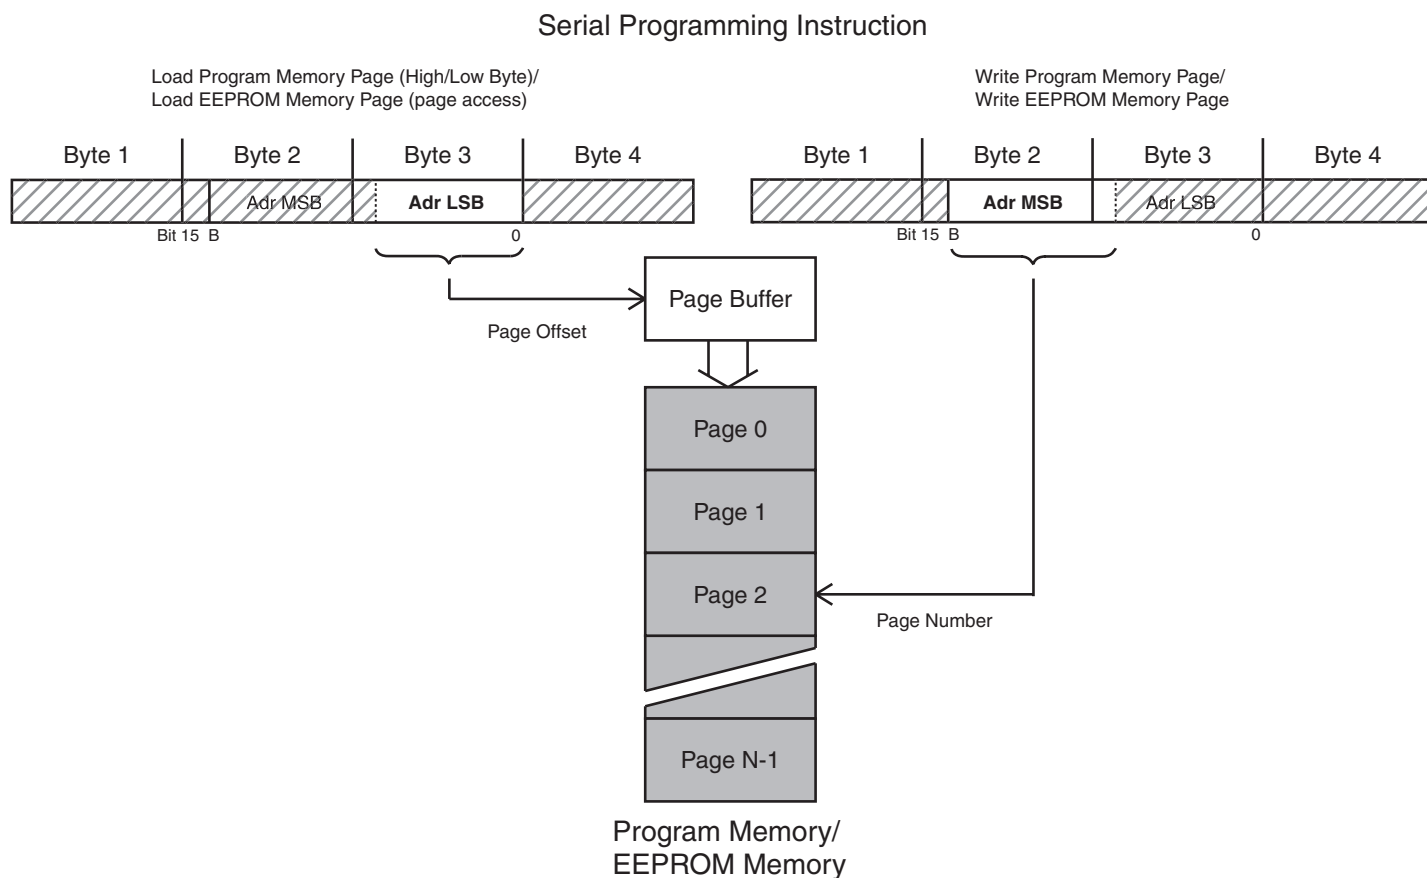 Serial Programming Instruction
Load Program Memory Page (High/Low Byte)/
Load EEPROM Memory Page (page access)
Write Program Memory Page/
Write EEPROM Memory Page
Byte 1 Byte 2 Byte 3 Byte 4
Adr MSB Adr LSB
Bit 15 B 0
Byte 1 Byte 2 Byte 3 Byte 4
Adr MSB Adr LSB
Bit 15 B 0
Page Buffer
Page Offset
Page 0
Page 1
Page 2
Page Number
Page N-1
Program Memory/
EEPROM Memory